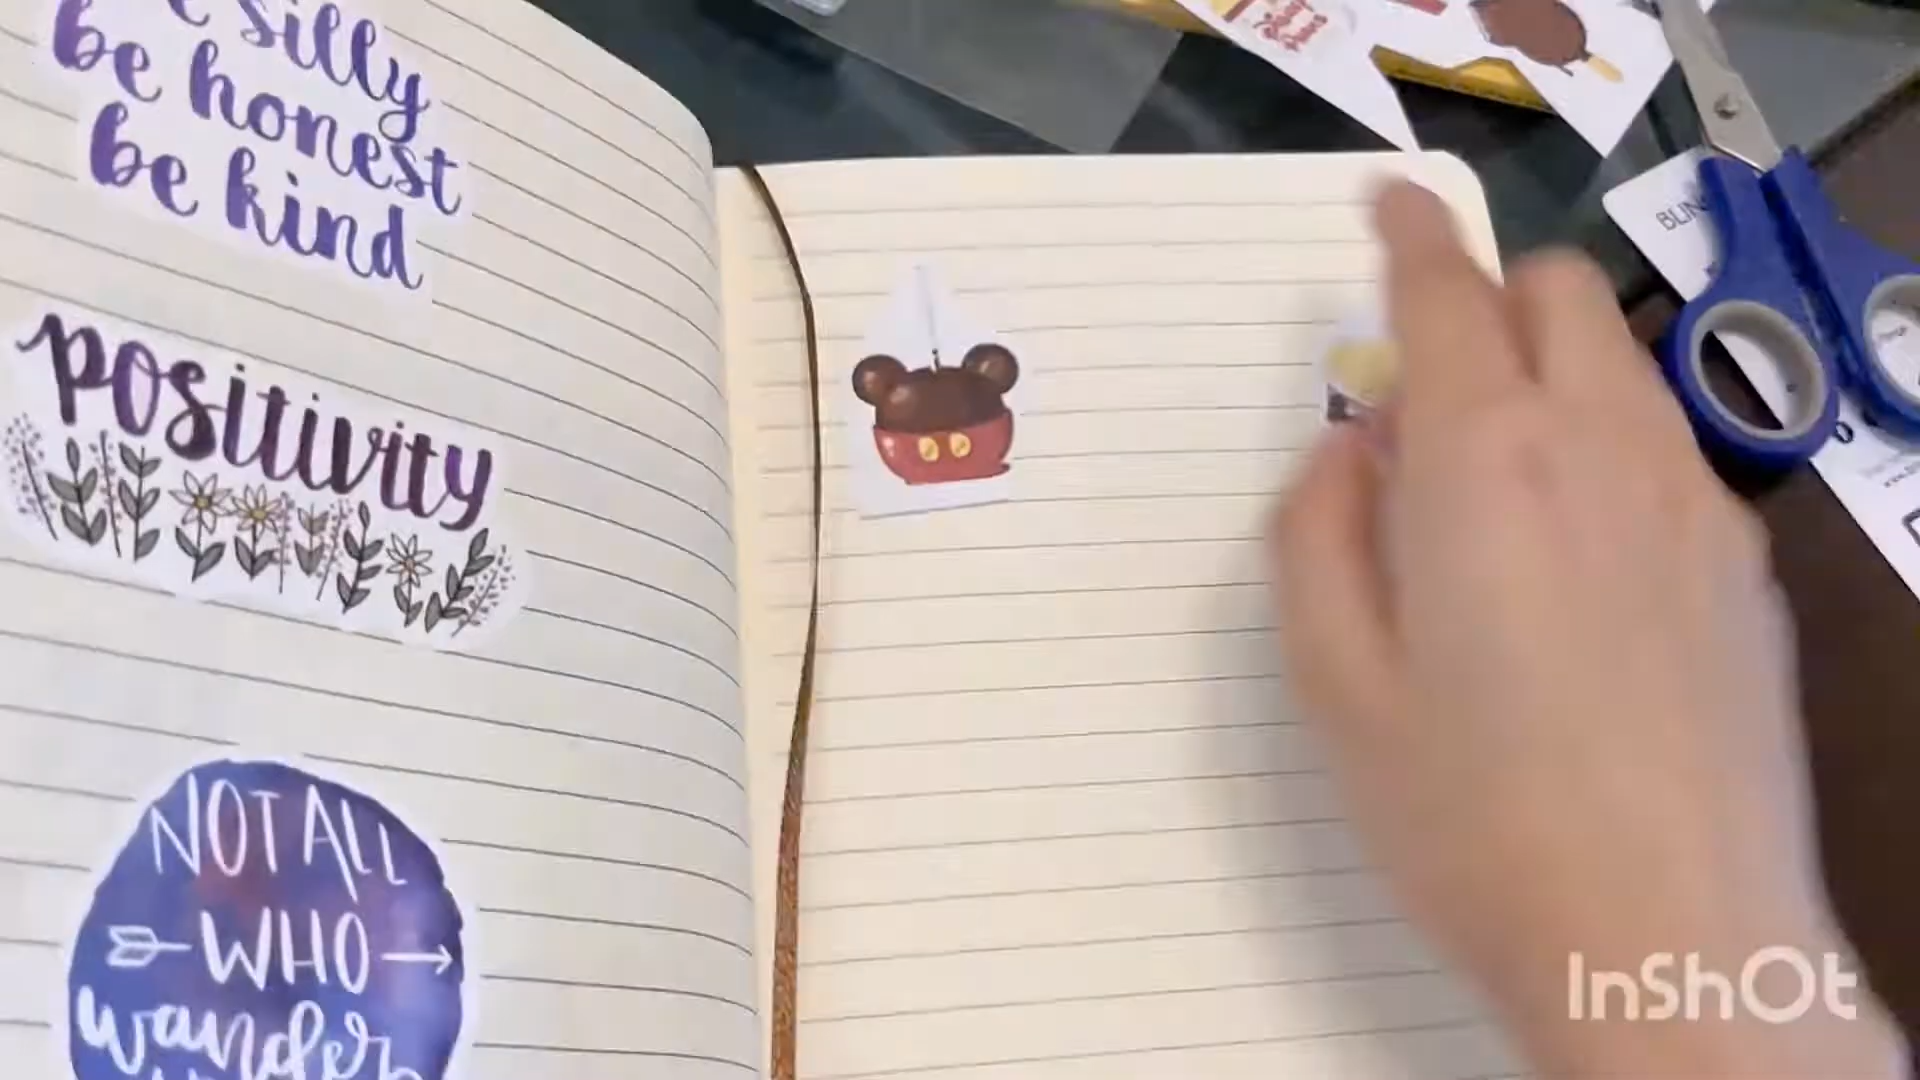 silly
be honest
be kind
positivity
NOT ALL
WHO
wander
InShOt